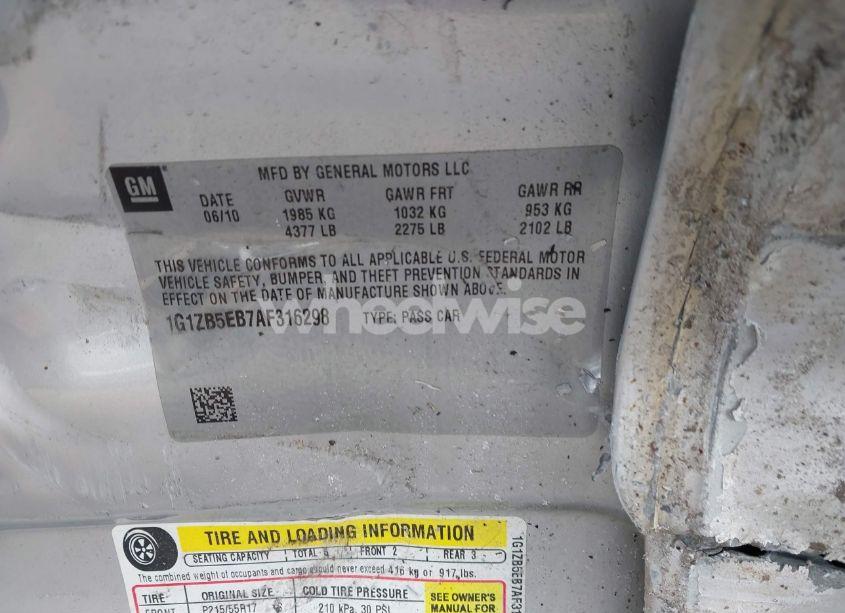 GM
MFD BY GENERAL MOTORS LLC
DATE GVWR GAWR FRT GAWR RR
06/10 1985 KG 1032 KG 953 KG
4377 LB 2275 LB 2102 LB
THIS VEHICLE CONFORMS TO ALL APPLICABLE U.S. FEDERAL MOTOR
VEHICLE SAFETY, BUMPER, AND THEFT PREVENTION STANDARDS IN
EFFECT ON THE DATE OF MANUFACTURE SHOWN ABOVE.
1G1ZB5EB7AF316298 TYPE: PASS CAR
wheelwise
TIRE AND LOADING INFORMATION
SEATING CAPACITY TOTAL 5 FRONT 2 REAR 3
The combined weight of occupants and cargo should never exceed 416 kg or 917 lbs.
TIRE ORIGINAL SIZE COLD TIRE PRESSURE
FRONT P215/55R17 210 kPa, 30 PSI
SEE OWNER'S
MANUAL FOR
1G1ZB5EB7AF3